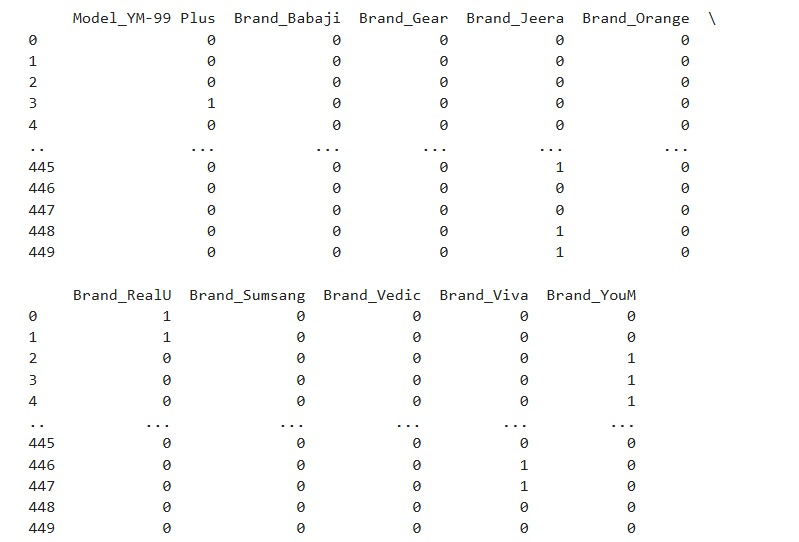 Model_YM-99 Plus  Brand_Babaji  Brand_Gear  Brand_Jeera  Brand_Orange  \
0                   0             0           0            0             0
1                   0             0           0            0             0
2                   0             0           0            0             0
3                   1             0           0            0             0
4                   0             0           0            0             0
..                ...           ...         ...          ...           ...
445                 0             0           0            1             0
446                 0             0           0            0             0
447                 0             0           0            0             0
448                 0             0           0            1             0
449                 0             0           0            1             0
Brand_RealU  Brand_Sumsang  Brand_Vedic  Brand_Viva  Brand_YouM
0              1              0            0           0           0
1              1              0            0           0           0
2              0              0            0           0           1
3              0              0            0           0           1
4              0              0            0           0           1
..           ...            ...          ...         ...         ...
445            0              0            0           0           0
446            0              0            0           1           0
447            0              0            0           1           0
448            0              0            0           0           0
449            0              0            0           0           0